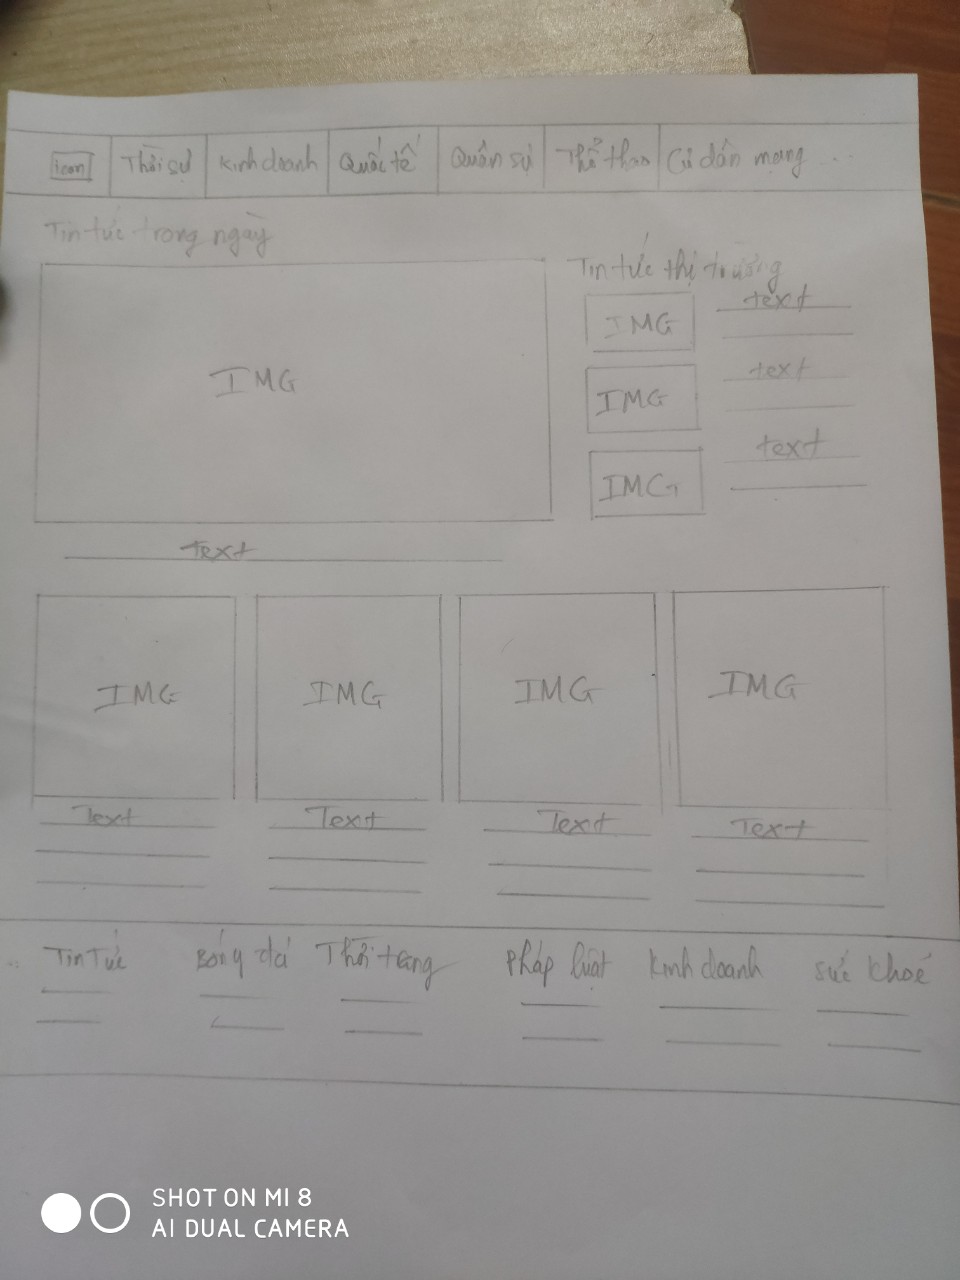 icon Thời sự Kinh doanh Quốc tế Quân sự Thể thao Cư dân mạng ...
Tin tức trong ngày
Tin tức thị trường
IMG
IMG text
IMG text
IMG text
Text
IMG IMG IMG IMG
Text Text Text Text
Tin Tức Bóng đá Thời trang Pháp luật Kinh doanh Sức khoẻ
SHOT ON MI 8
AI DUAL CAMERA